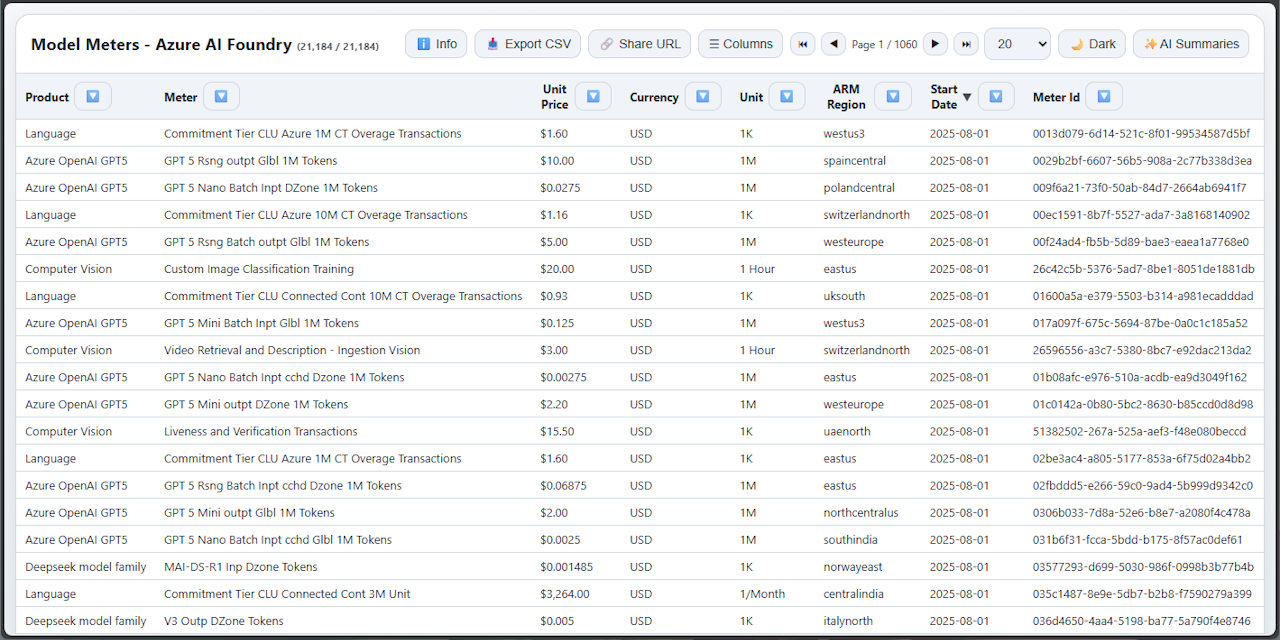 Model Meters - Azure AI Foundry (21,184 / 21,184) Info Export CSV Share URL Columns Page 1 / 1060 20 Dark AI Summaries
Product Meter Unit Price Currency Unit ARM Region Start Date Meter Id
Language Commitment Tier CLU Azure 1M CT Overage Transactions $1.60 USD 1K westus3 2025-08-01 0013d079-6d14-521c-8f01-99534587d5bf
Azure OpenAI GPT5 GPT 5 Rsng outpt Glbl 1M Tokens $10.00 USD 1M spaincentral 2025-08-01 0029b2bf-6607-56b5-908a-2c77b338d3ea
Azure OpenAI GPT5 GPT 5 Nano Batch Inpt DZone 1M Tokens $0.0275 USD 1M polandcentral 2025-08-01 009f6a21-73f0-50ab-84d7-2664ab6941f7
Language Commitment Tier CLU Azure 10M CT Overage Transactions $1.16 USD 1K switzerlandnorth 2025-08-01 00ec1591-8b7f-5527-ada7-3a8168140902
Azure OpenAI GPT5 GPT 5 Rsng Batch outpt Glbl 1M Tokens $5.00 USD 1M westeurope 2025-08-01 00f24ad4-fb5b-5d89-bae3-eaea1a7768e0
Computer Vision Custom Image Classification Training $20.00 USD 1 Hour eastus 2025-08-01 26c42c5b-5376-5ad7-8be1-8051de1881db
Language Commitment Tier CLU Connected Cont 10M CT Overage Transactions $0.93 USD 1K uksouth 2025-08-01 01600a5a-e379-5503-b314-a981ecadddad
Azure OpenAI GPT5 GPT 5 Mini Batch Inpt Glbl 1M Tokens $0.125 USD 1M westus3 2025-08-01 017a097f-675c-5694-87be-0a0c1c185a52
Computer Vision Video Retrieval and Description - Ingestion Vision $3.00 USD 1 Hour switzerlandnorth 2025-08-01 26596556-a3c7-5380-8bc7-e92dac213da2
Azure OpenAI GPT5 GPT 5 Nano Batch Inpt cchd Dzone 1M Tokens $0.00275 USD 1M eastus 2025-08-01 01b08afc-e976-510a-acdb-ea9d3049f162
Azure OpenAI GPT5 GPT 5 Mini outpt DZone 1M Tokens $2.20 USD 1M westeurope 2025-08-01 01c0142a-0b80-5bc2-8630-b85ccd0d8d98
Computer Vision Liveness and Verification Transactions $15.50 USD 1K uaenorth 2025-08-01 51382502-267a-525a-aef3-f48e080beccd
Language Commitment Tier CLU Azure 1M CT Overage Transactions $1.60 USD 1K eastus 2025-08-01 02be3ac4-a805-5177-853a-6f75d02a4bb2
Azure OpenAI GPT5 GPT 5 Rsng Batch Inpt cchd Dzone 1M Tokens $0.06875 USD 1M eastus 2025-08-01 02fbddd5-e266-59c0-9ad4-5b999d9342c0
Azure OpenAI GPT5 GPT 5 Mini outpt Glbl 1M Tokens $2.00 USD 1M northcentralus 2025-08-01 0306b033-7d8a-52e6-b8e7-a2080f4c478a
Azure OpenAI GPT5 GPT 5 Nano Batch Inpt cchd Glbl 1M Tokens $0.0025 USD 1M southindia 2025-08-01 031b6f31-fcca-5bdd-b175-8f57ac0def61
Deepseek model family MAI-DS-R1 Inp Dzone Tokens $0.001485 USD 1K norwayeast 2025-08-01 03577293-d699-5030-986f-0998b3b77b4b
Language Commitment Tier CLU Connected Cont 3M Unit $3,264.00 USD 1/Month centralindia 2025-08-01 035c1487-8e9e-5db7-b2b8-f7590279a399
Deepseek model family V3 Outp DZone Tokens $0.005 USD 1K italynorth 2025-08-01 036d4650-4aa4-5198-ba77-5a790f4e8746